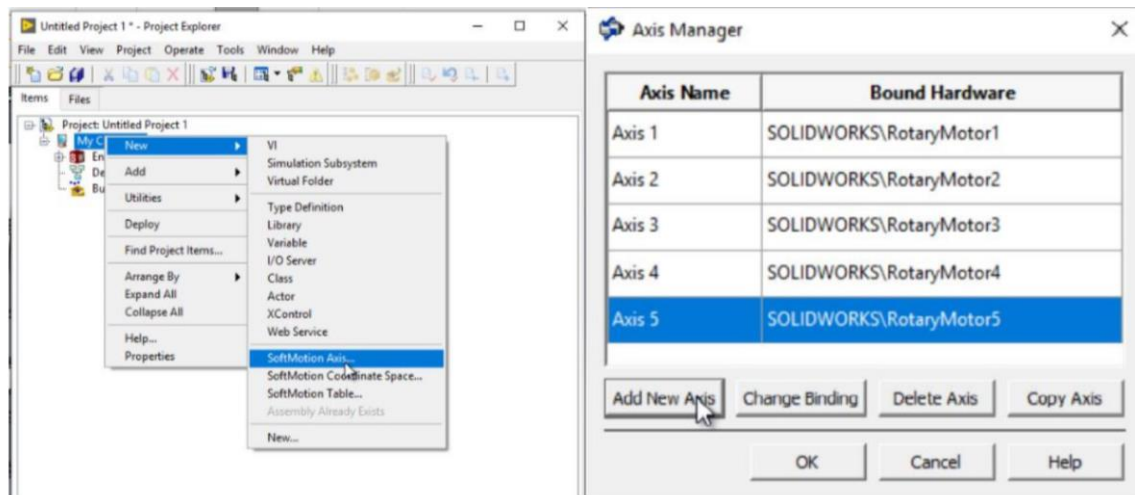 Untitled Project 1 * - Project Explorer
File Edit View Project Operate Tools Window Help
Items Files
Project: Untitled Project 1
My C
En
De
Bu
New
Add
Utilities
Deploy
Find Project Items...
Arrange By
Expand All
Collapse All
Help...
Properties
VI
Simulation Subsystem
Virtual Folder
Type Definition
Library
Variable
I/O Server
Class
Actor
XControl
Web Service
SoftMotion Axis...
SoftMotion Coordinate Space...
SoftMotion Table...
Assembly Already Exists
New...
Axis Manager
Axis Name Bound Hardware
Axis 1 SOLIDWORKS\RotaryMotor1
Axis 2 SOLIDWORKS\RotaryMotor2
Axis 3 SOLIDWORKS\RotaryMotor3
Axis 4 SOLIDWORKS\RotaryMotor4
Axis 5 SOLIDWORKS\RotaryMotor5
Add New Axis Change Binding Delete Axis Copy Axis
OK Cancel Help